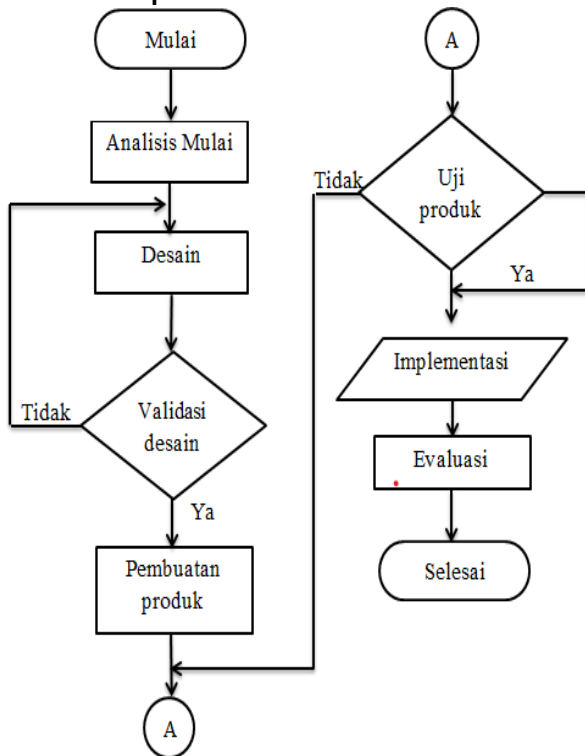 Mulai
Analisis Mulai
Desain
Validasi
desain
Tidak
Ya
Pembuatan
produk
A
A
Uji
produk
Tidak
Ya
Implementasi
Evaluasi
Selesai